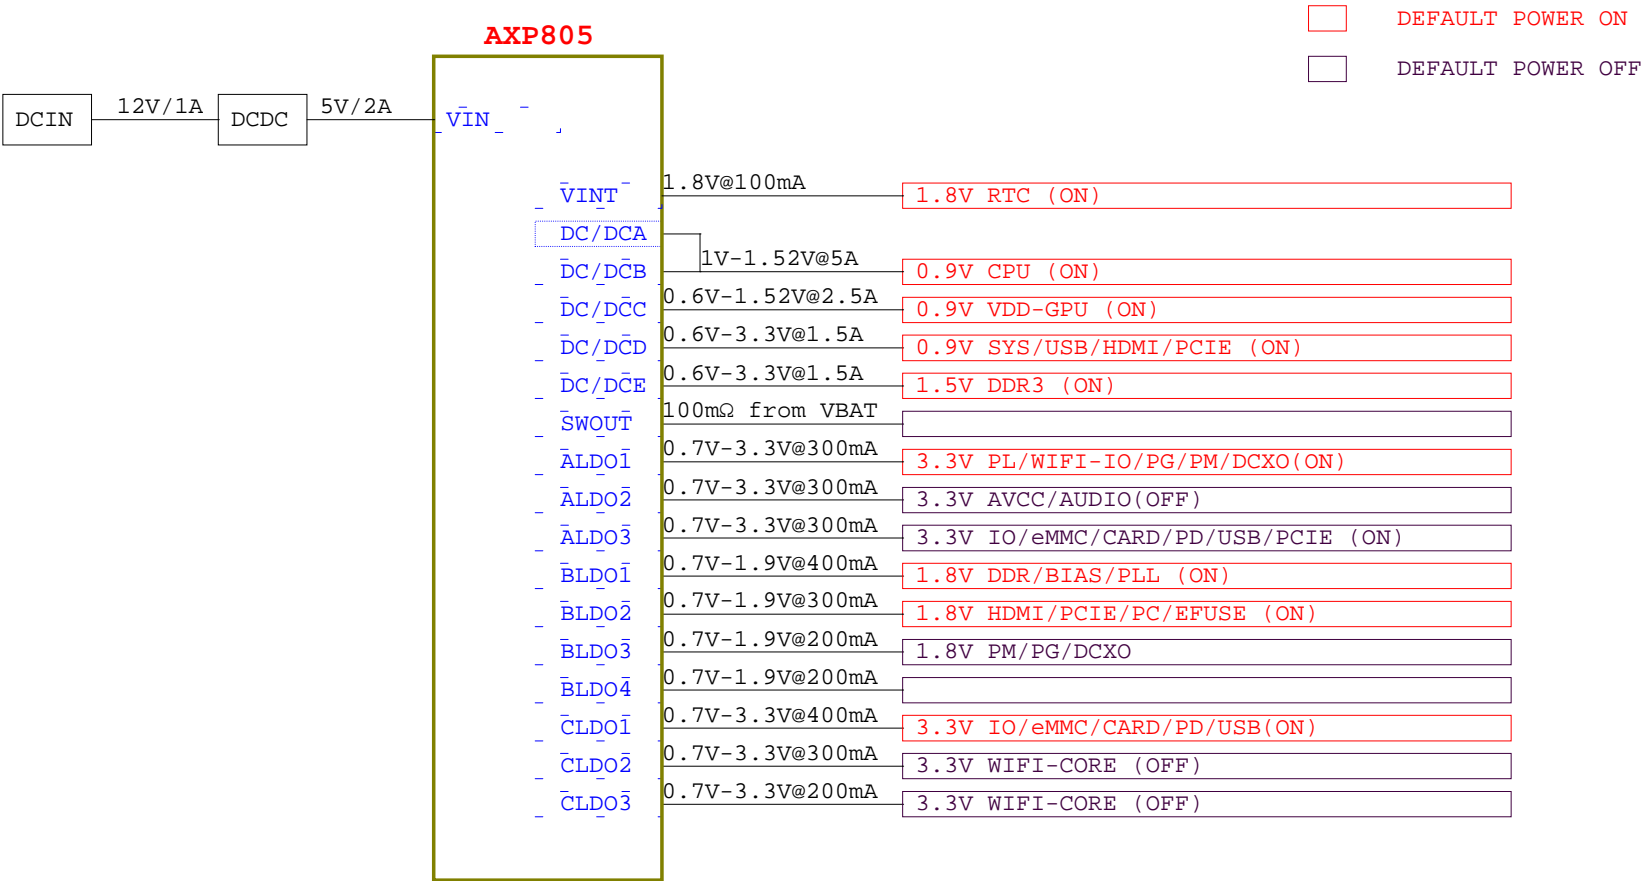 AXP805
DEFAULT POWER ON
DEFAULT POWER OFF
DCIN 12V/1A DCDC 5V/2A VIN
VINT 1.8V@100mA 1.8V RTC (ON)
DC/DCA
DC/DCB 1V-1.52V@5A 0.9V CPU (ON)
DC/DCC 0.6V-1.52V@2.5A 0.9V VDD-GPU (ON)
DC/DCD 0.6V-3.3V@1.5A 0.9V SYS/USB/HDMI/PCIE (ON)
DC/DCE 0.6V-3.3V@1.5A 1.5V DDR3 (ON)
SWOUT 100mΩ from VBAT
ALDO1 0.7V-3.3V@300mA 3.3V PL/WIFI-IO/PG/PM/DCXO(ON)
ALDO2 0.7V-3.3V@300mA 3.3V AVCC/AUDIO(OFF)
ALDO3 0.7V-3.3V@300mA 3.3V IO/eMMC/CARD/PD/USB/PCIE (ON)
BLDO1 0.7V-1.9V@400mA 1.8V DDR/BIAS/PLL (ON)
BLDO2 0.7V-1.9V@300mA 1.8V HDMI/PCIE/PC/EFUSE (ON)
BLDO3 0.7V-1.9V@200mA 1.8V PM/PG/DCXO
BLDO4 0.7V-1.9V@200mA
CLDO1 0.7V-3.3V@400mA 3.3V IO/eMMC/CARD/PD/USB(ON)
CLDO2 0.7V-3.3V@300mA 3.3V WIFI-CORE (OFF)
CLDO3 0.7V-3.3V@200mA 3.3V WIFI-CORE (OFF)